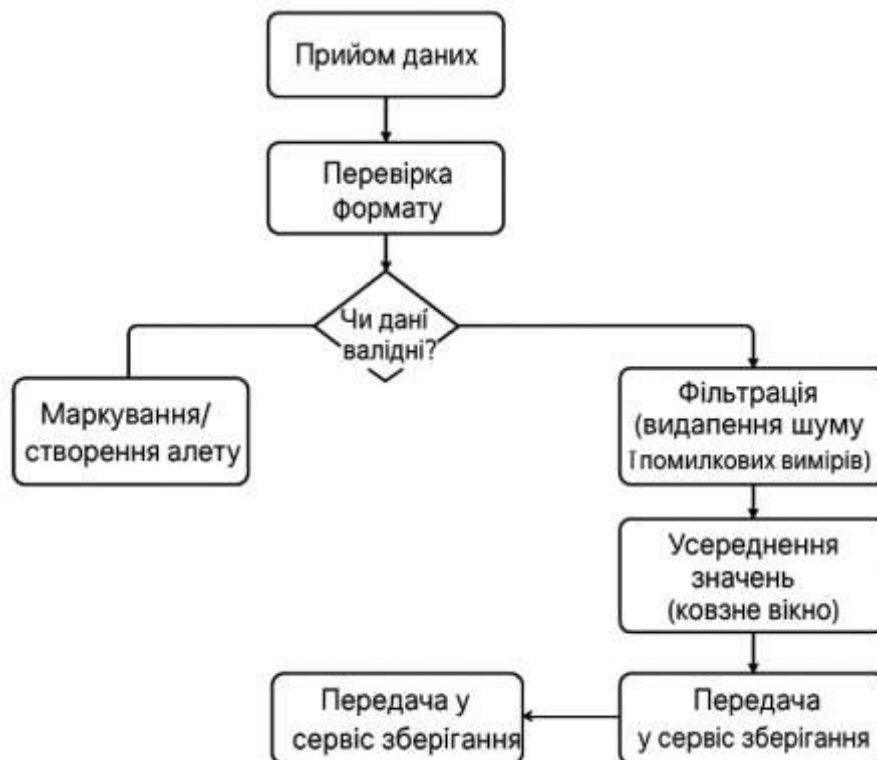 Прийом даних
Перевірка
формату
Чи дані
валідні?
Маркування/
створення алету
Фільтрація
(видапення шуму
ї помилкових вимірів)
Усереднення
значень
(ковзне вікно)
Передача у
сервіс зберігання
Передача
у сервіс зберігання